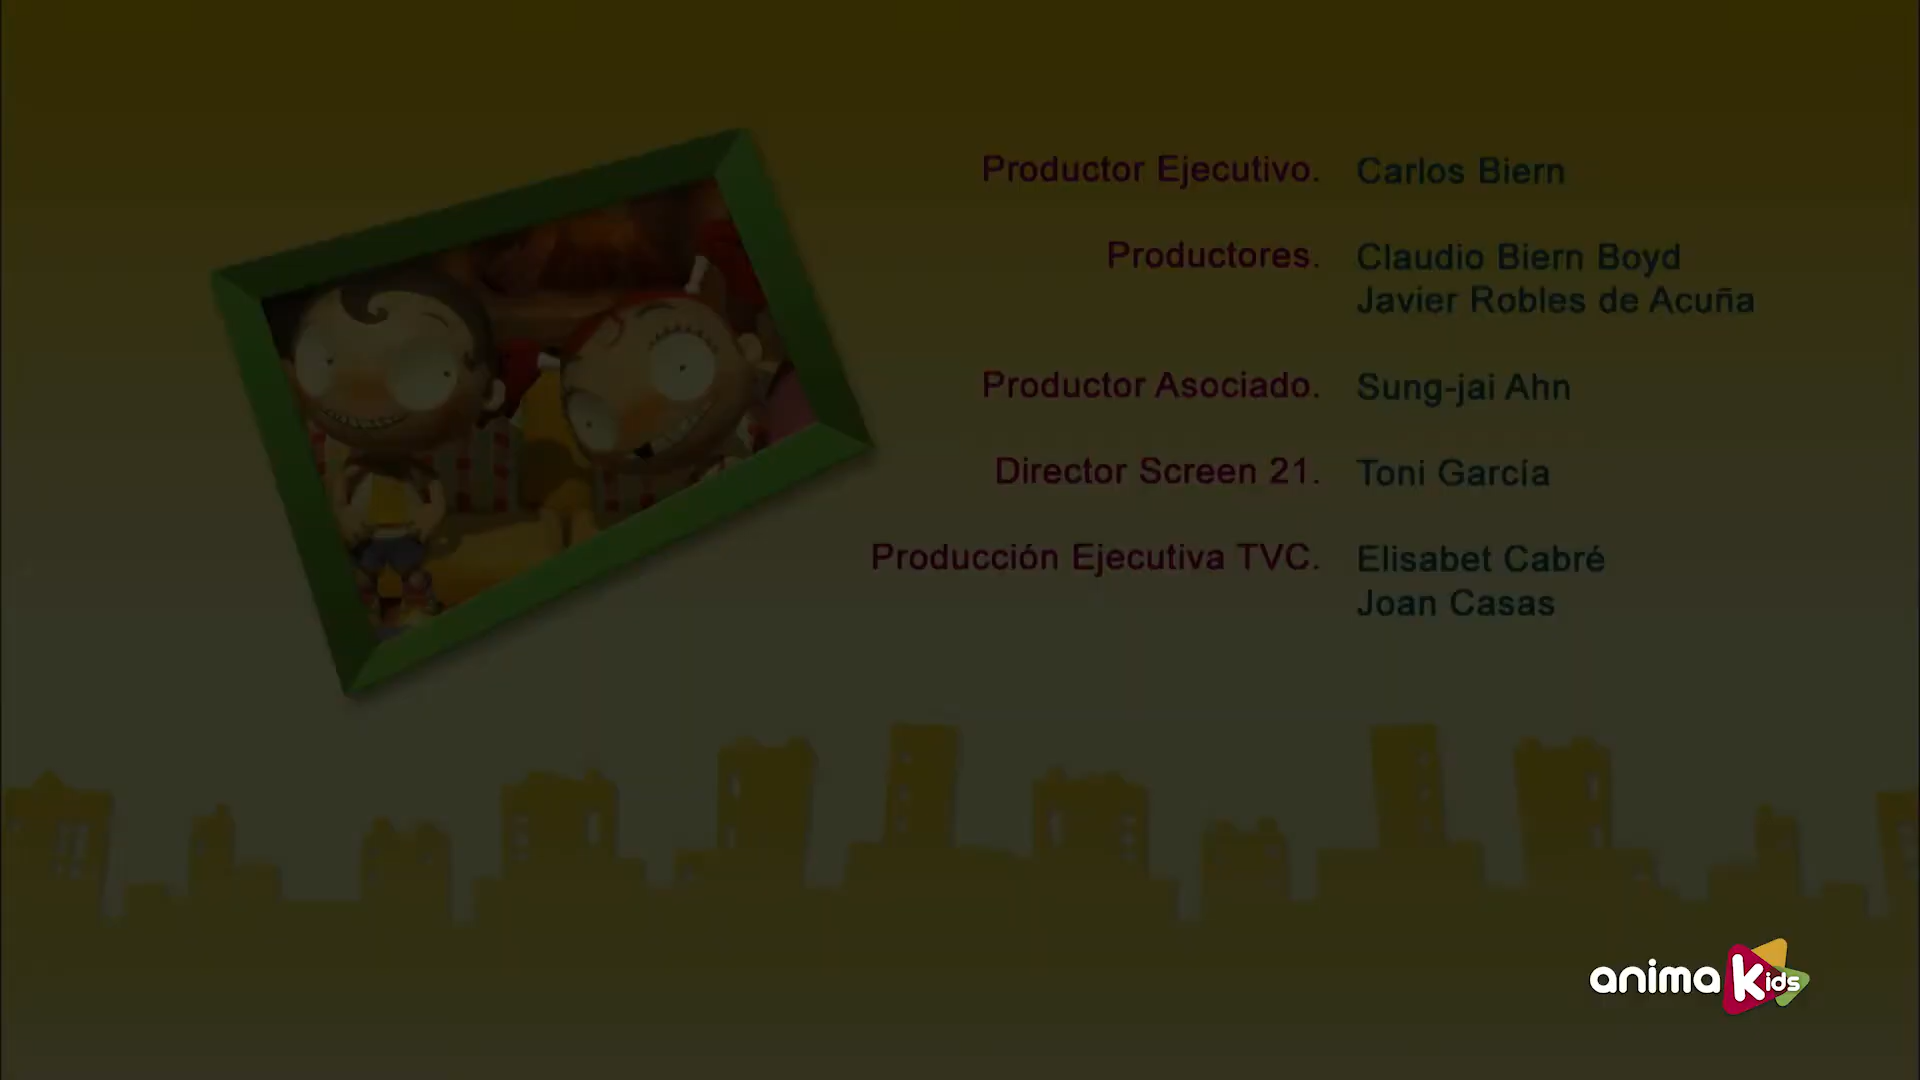 Productor Ejecutivo. Carlos Biern
Productores. Claudio Biern Boyd
Javier Robles de Acuña
Productor Asociado. Sung-jai Ahn
Director Screen 21. Toni García
Producción Ejecutiva TVC. Elisabet Cabré
Joan Casas
anima Kids